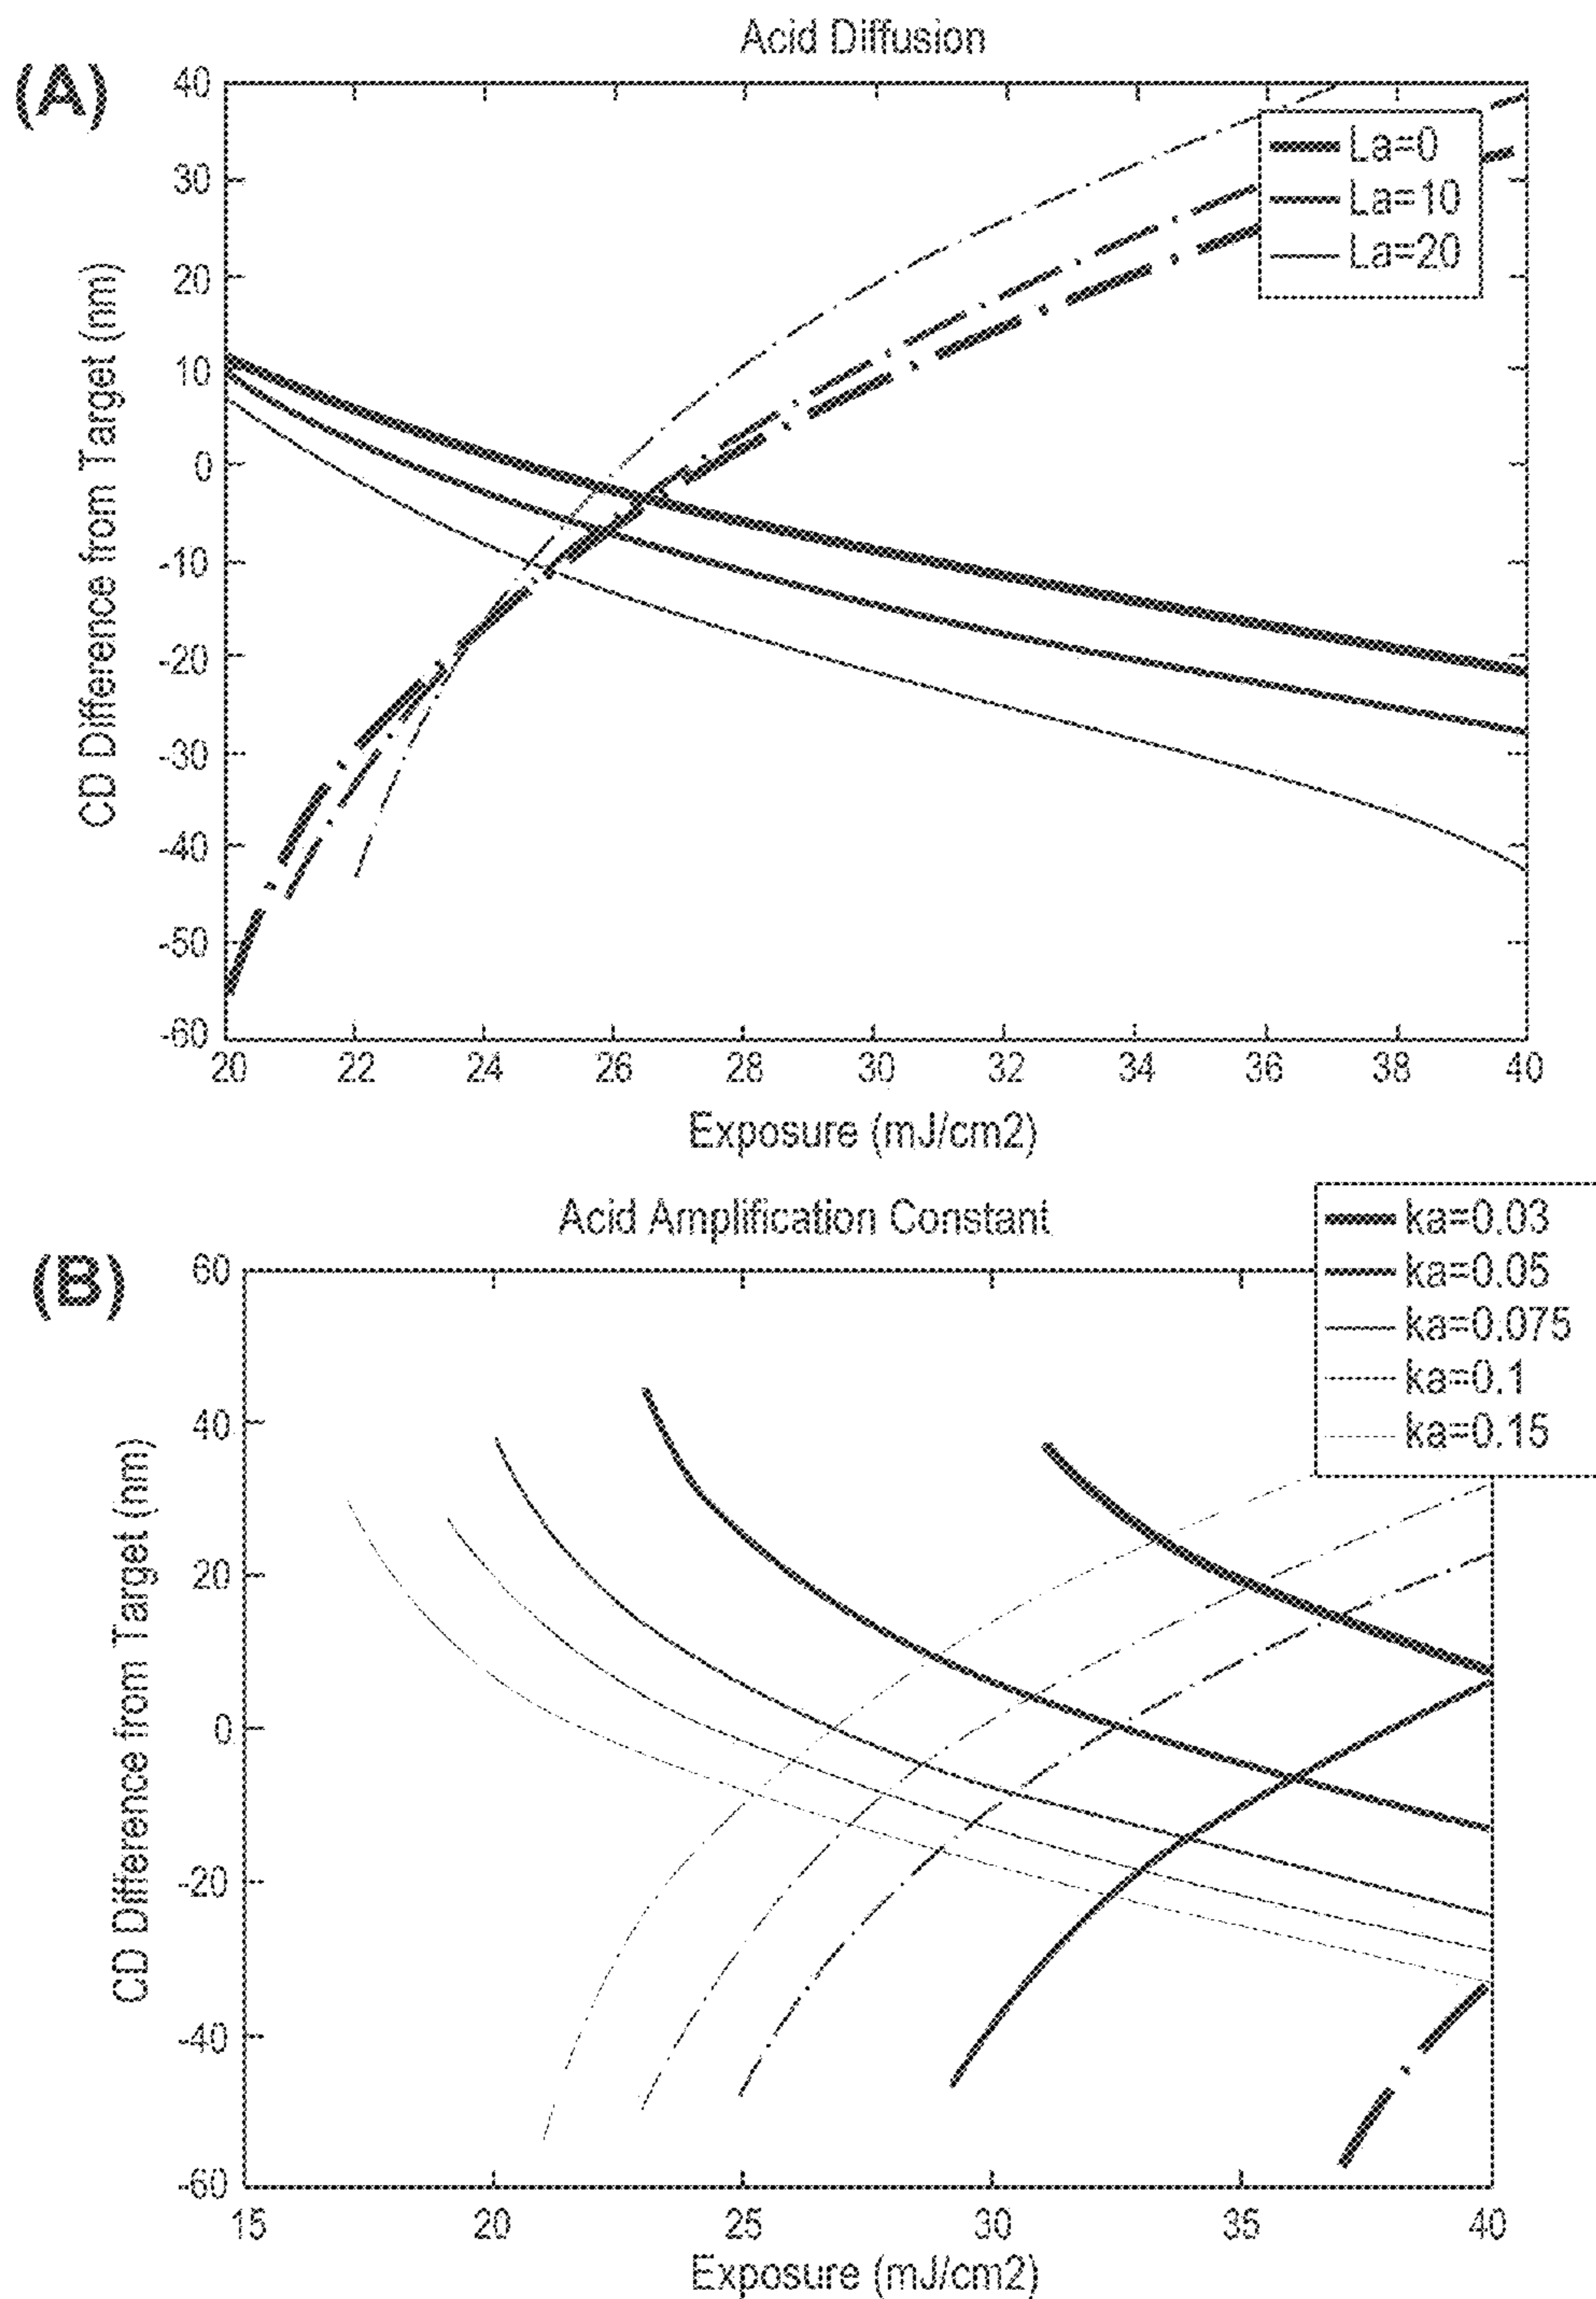 Acid Diffusion
(A)
40
30
20
10
0
-10
-20
-30
-40
-50
-60
CD Difference from Target (nm)
La=0
La=10
La=20
20 22 24 26 28 30 32 34 36 38 40
Exposure (mJ/cm2)
Acid Amplification Constant
(B)
60
40
20
0
-20
-40
-60
CD Difference from Target (nm)
ka=0.03
ka=0.05
ka=0.075
ka=0.1
ka=0.15
15 20 25 30 35 40
Exposure (mJ/cm2)